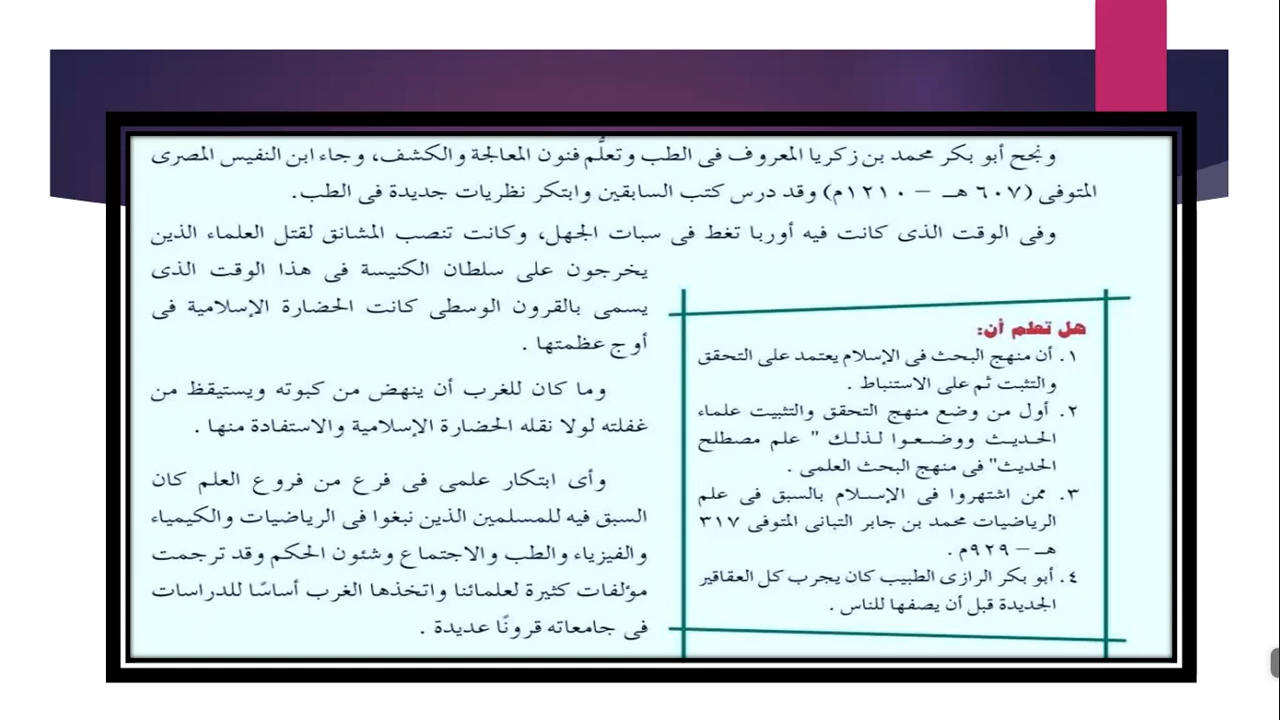 ونجح أبو بكر محمد بن زكريا المعروف فى الطب وتعلَّم فنون المعالجة والكشف، وجاء ابن النفيس المصرى
المتوفى (٦٠٧ هـ – ١٢١٠م) وقد درس كتب السابقين وابتكر نظريات جديدة فى الطب.
وفى الوقت الذى كانت فيه أوربا تغط فى سبات الجهل، وكانت تنصب المشانق لقتل العلماء الذين
يخرجون على سلطان الكنيسة فى هذا الوقت الذى
يسمى بالقرون الوسطى كانت الحضارة الإسلامية فى
أوج عظمتها .
وما كان للغرب أن ينهض من كبوته ويستيقظ من
غفلته لولا نقله الحضارة الإسلامية والاستفادة منها .
وأى ابتكار علمى فى فرع من فروع العلم كان
السبق فيه للمسلمين الذين نبغوا فى الرياضيات والكيمياء
والفيزياء والطب والاجتماع وشئون الحكم وقد ترجمت
مؤلفات كثيرة لعلمائنا واتخذها الغرب أساسًا للدراسات
فى جامعاته قرونًا عديدة .
هل تعلم أن:
١. أن منهج البحث فى الإسلام يعتمد على التحقق
والتثبت ثم على الاستنباط .
٢. أول من وضع منهج التحقق والتثبيت علماء
الحديث ووضعوا لذلك " علم مصطلح
الحديث" فى منهج البحث العلمى .
٣. ممن اشتهروا فى الإسلام بالسبق فى علم
الرياضيات محمد بن جابر التبانى المتوفى ٣١٧
هـ – ٩٢٩م .
٤. أبو بكر الرازى الطبيب كان يجرب كل العقاقير
الجديدة قبل أن يصفها للناس .